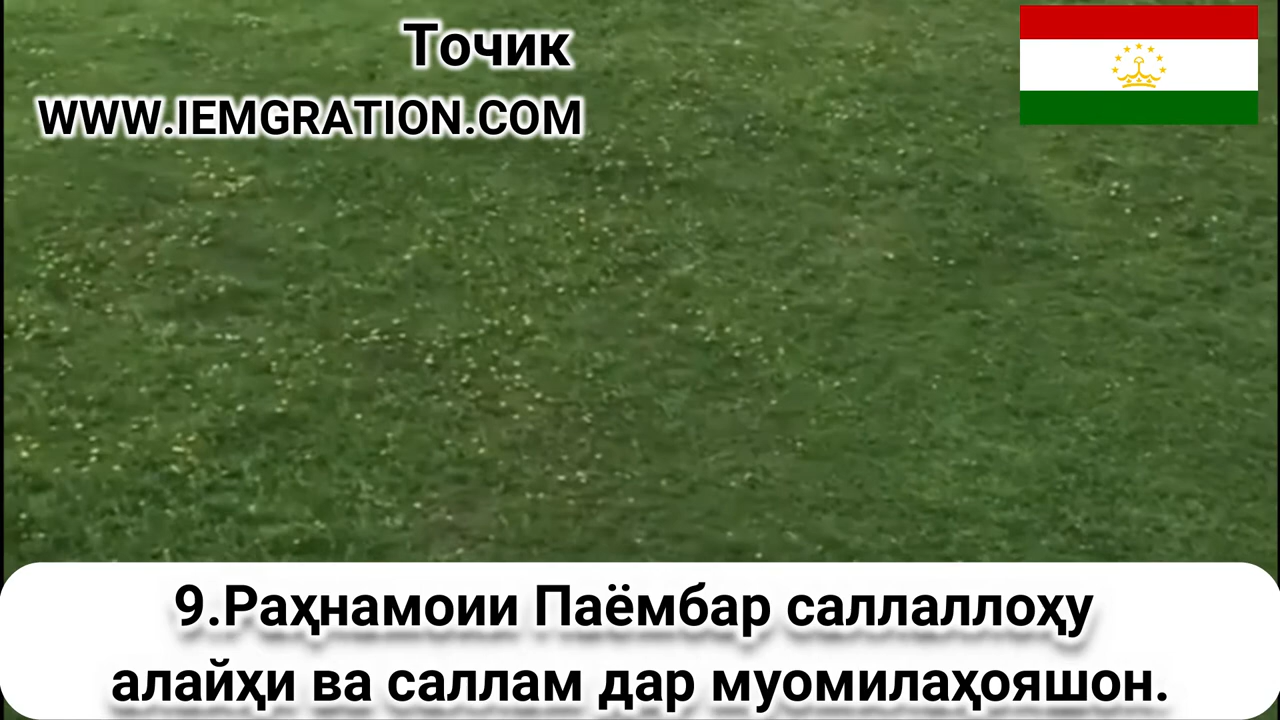 Точик
WWW.IEMGRATION.COM
9.Раҳнамоии Паёмбар саллаллоҳу
алайҳи ва саллам дар муомилаҳояшон.